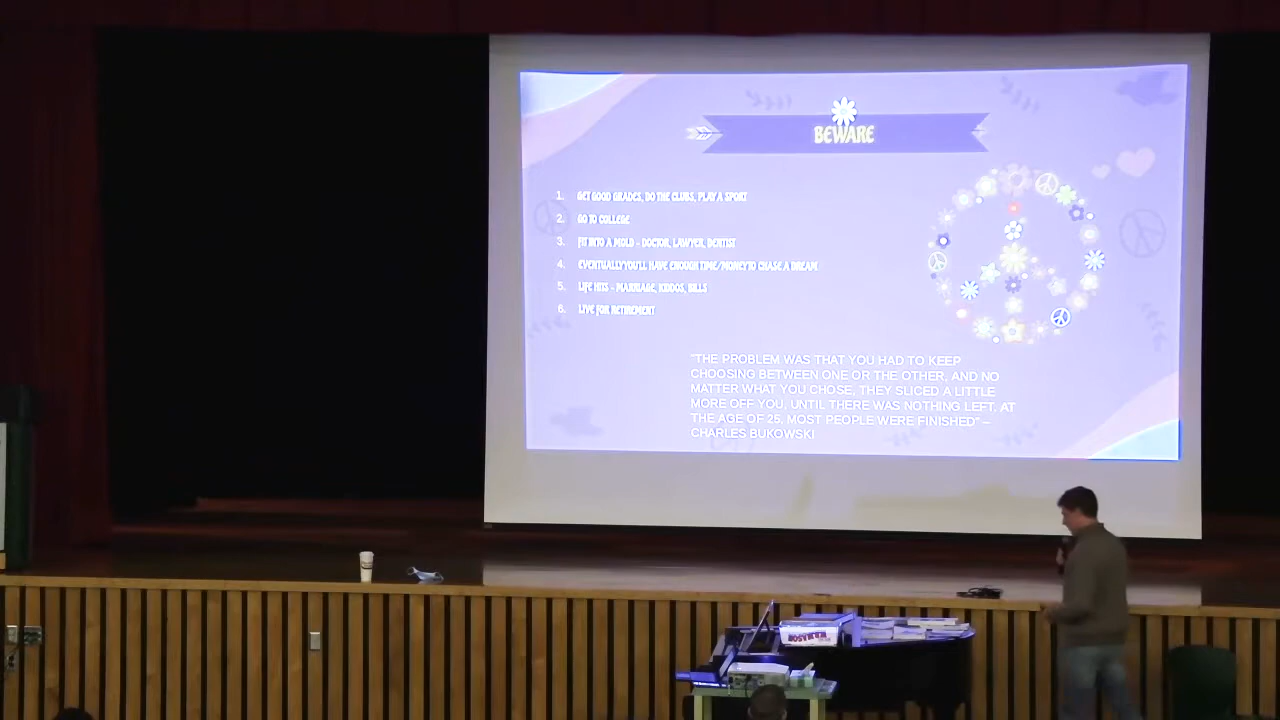 BEWARE
1. GET GOOD GRADES, DO THE CLUBS, PLAY A SPORT
2. GO TO COLLEGE
3. FIT INTO A MOLD - DOCTOR, LAWYER, DENTIST
4. EVENTUALLY YOU'LL HAVE ENOUGH TIME/MONEY TO CHASE A DREAM
5. LIFE HITS - MARRIAGE, KIDDOS, BILLS
6. LIVE FOR RETIREMENT
"THE PROBLEM WAS THAT YOU HAD TO KEEP
CHOOSING BETWEEN ONE OR THE OTHER, AND NO
MATTER WHAT YOU CHOSE, THEY SLICED A LITTLE
MORE OFF YOU, UNTIL THERE WAS NOTHING LEFT. AT
THE AGE OF 25, MOST PEOPLE WERE FINISHED" –
CHARLES BUKOWSKI